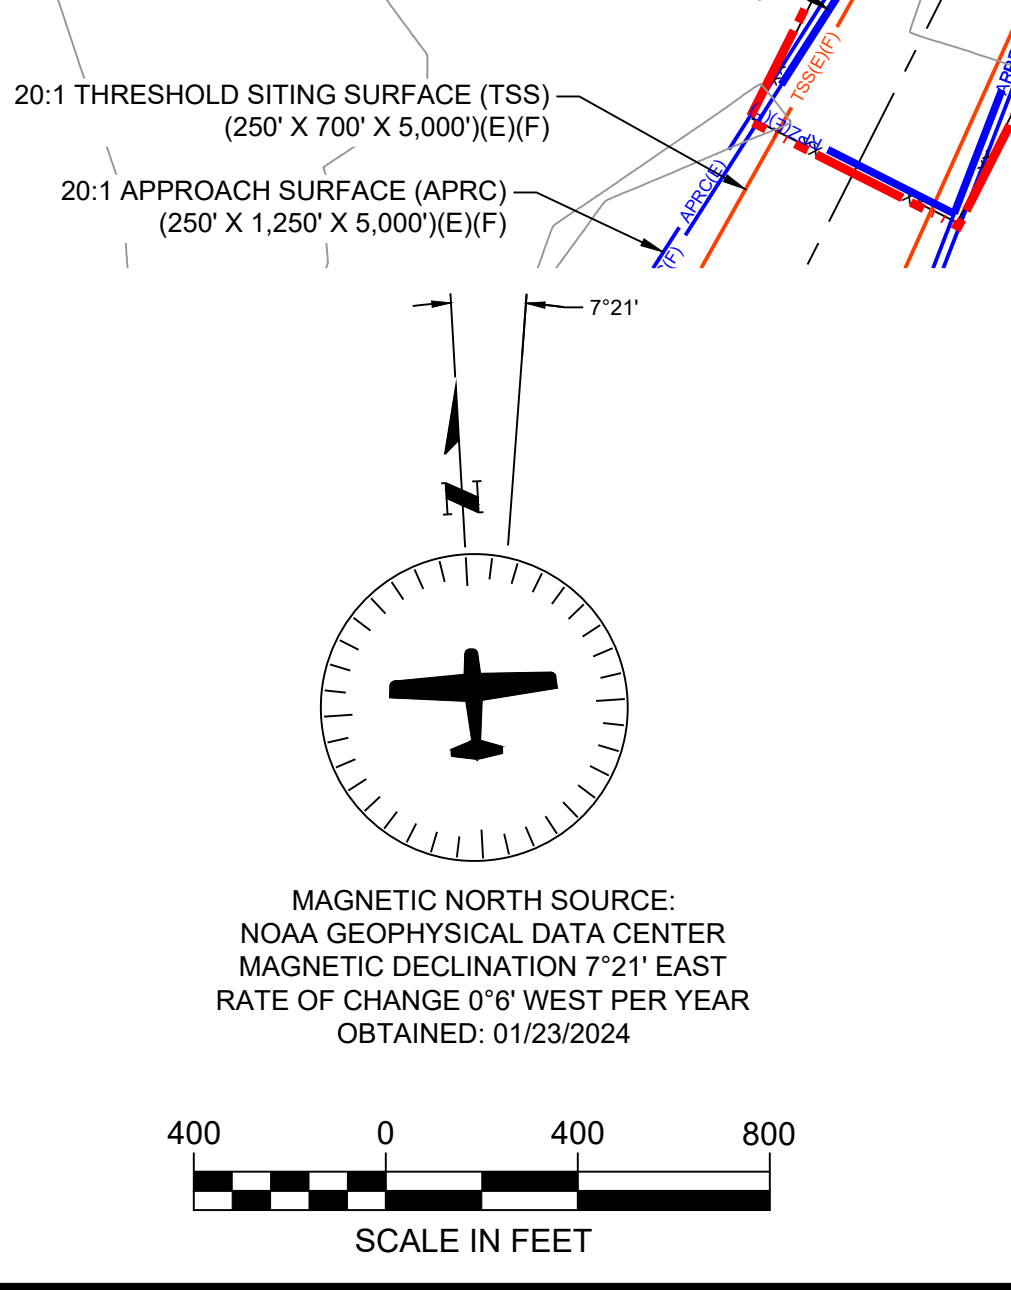 20:1 THRESHOLD SITING SURFACE (TSS)
(250' X 700' X 5,000')(E)(F)
20:1 APPROACH SURFACE (APRC)
(250' X 1,250' X 5,000')(E)(F)
TSS(E)(F)
RPZ(E)(F)
APRC(E)
7°21'
N
MAGNETIC NORTH SOURCE:
NOAA GEOPHYSICAL DATA CENTER
MAGNETIC DECLINATION 7°21' EAST
RATE OF CHANGE 0°6' WEST PER YEAR
OBTAINED: 01/23/2024
400 0 400 800
SCALE IN FEET